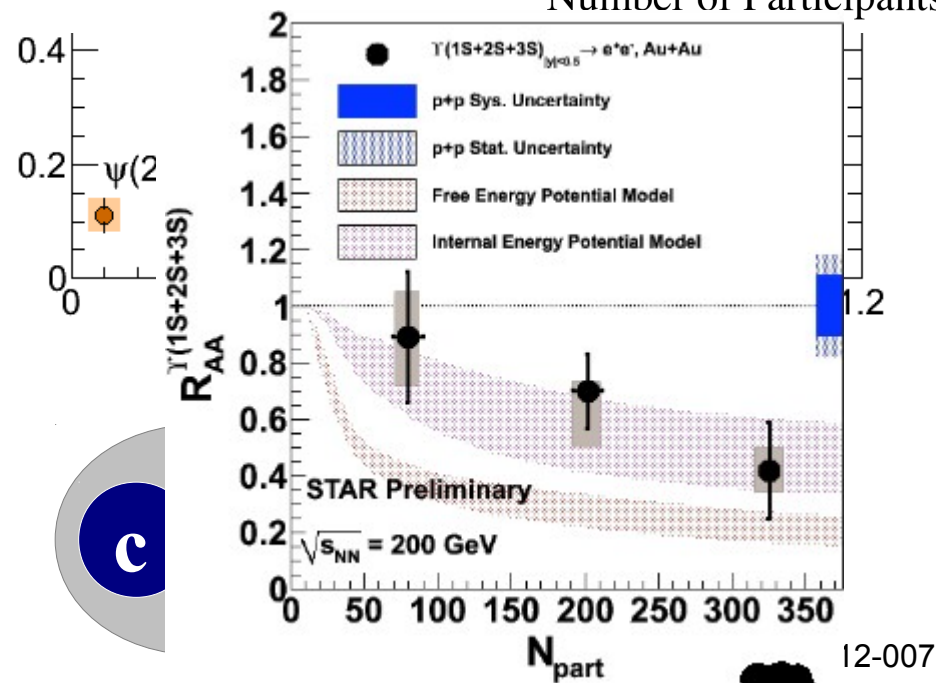 Number of Participants
0.4
0.2
0
0
ψ(2
1.2
c
2
1.8
1.6
1.4
1.2
1
0.8
0.6
0.4
0.2
0
ϒ(1S+2S+3S)|y|<0.5 → e+e-, Au+Au
p+p Sys. Uncertainty
p+p Stat. Uncertainty
Free Energy Potential Model
Internal Energy Potential Model
R_AA^ϒ(1S+2S+3S)
STAR Preliminary
√s_NN = 200 GeV
0 50 100 150 200 250 300 350
N_part
12-007